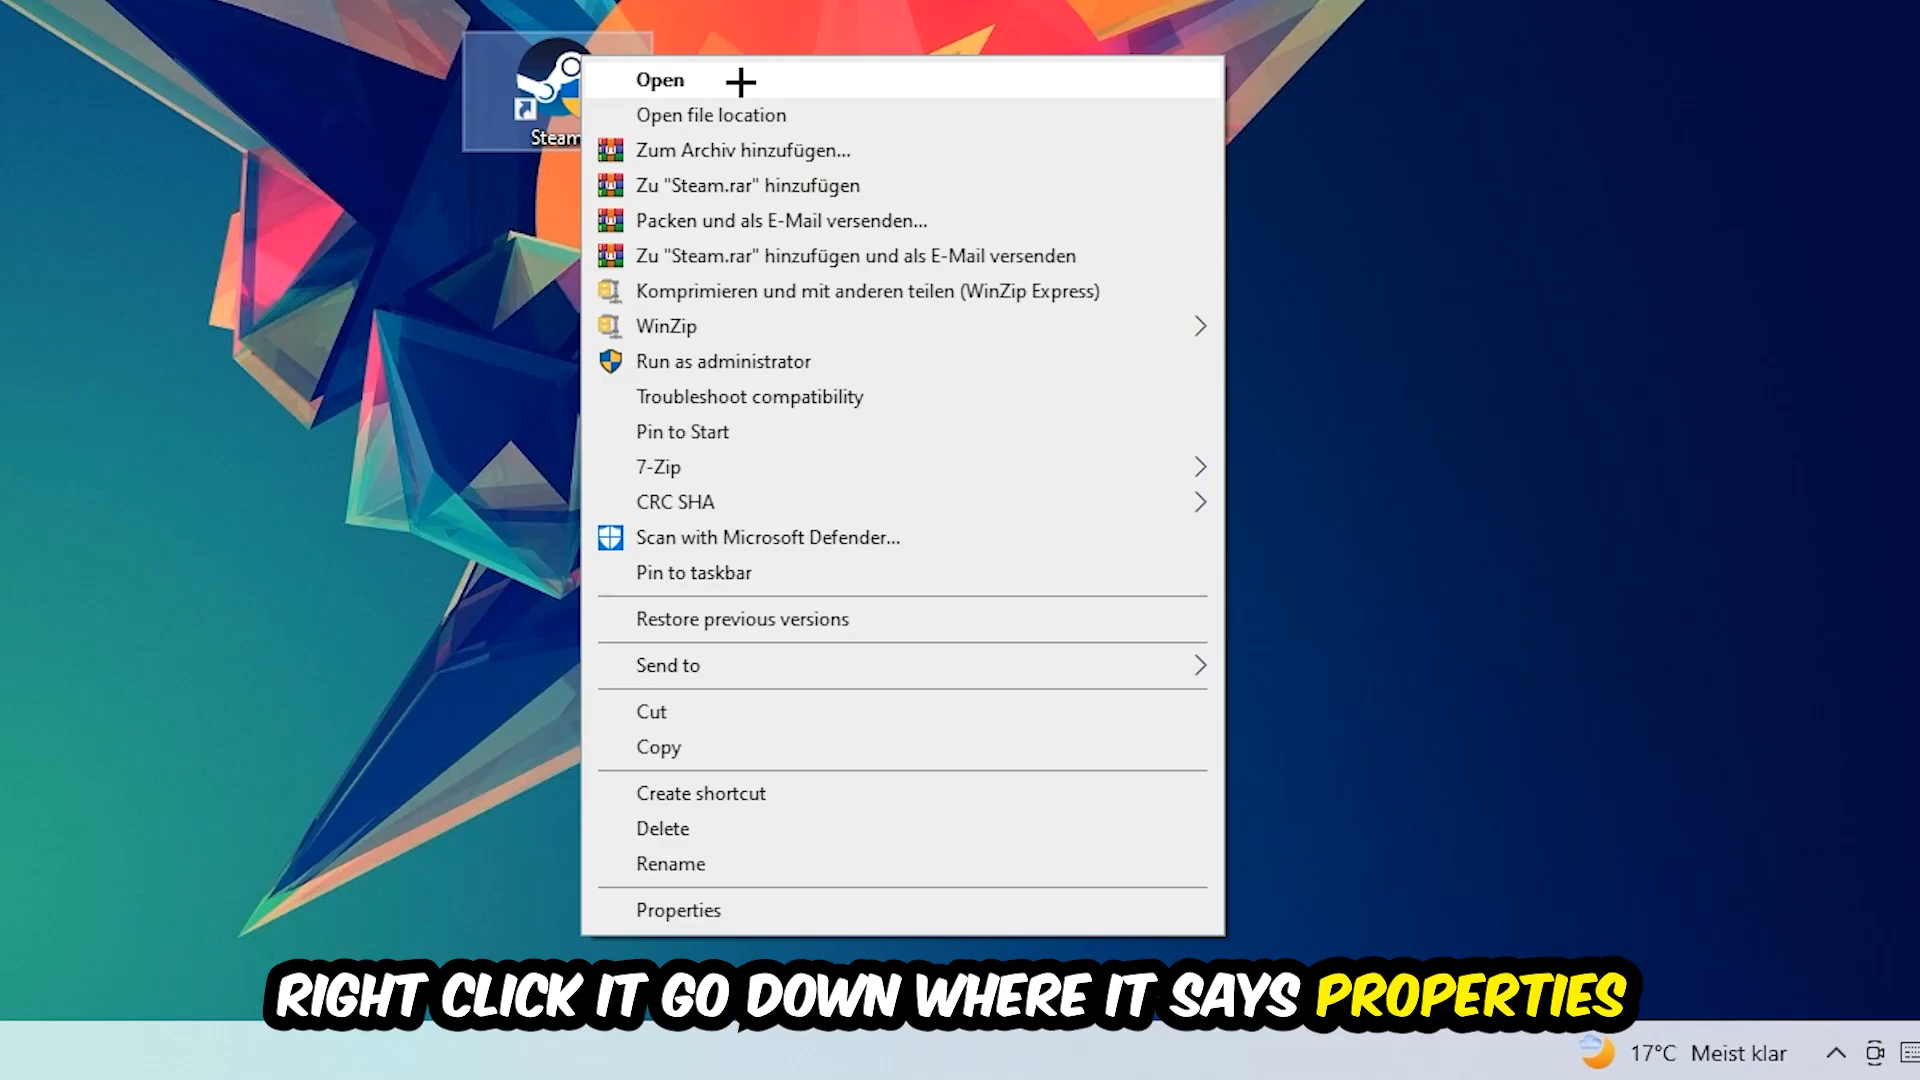 Steam
Open
Open file location
Zum Archiv hinzufügen...
Zu "Steam.rar" hinzufügen
Packen und als E-Mail versenden...
Zu "Steam.rar" hinzufügen und als E-Mail versenden
Komprimieren und mit anderen teilen (WinZip Express)
WinZip
Run as administrator
Troubleshoot compatibility
Pin to Start
7-Zip
CRC SHA
Scan with Microsoft Defender...
Pin to taskbar
Restore previous versions
Send to
Cut
Copy
Create shortcut
Delete
Rename
Properties
RIGHT CLICK IT GO DOWN WHERE IT SAYS PROPERTIES
17°C Meist klar